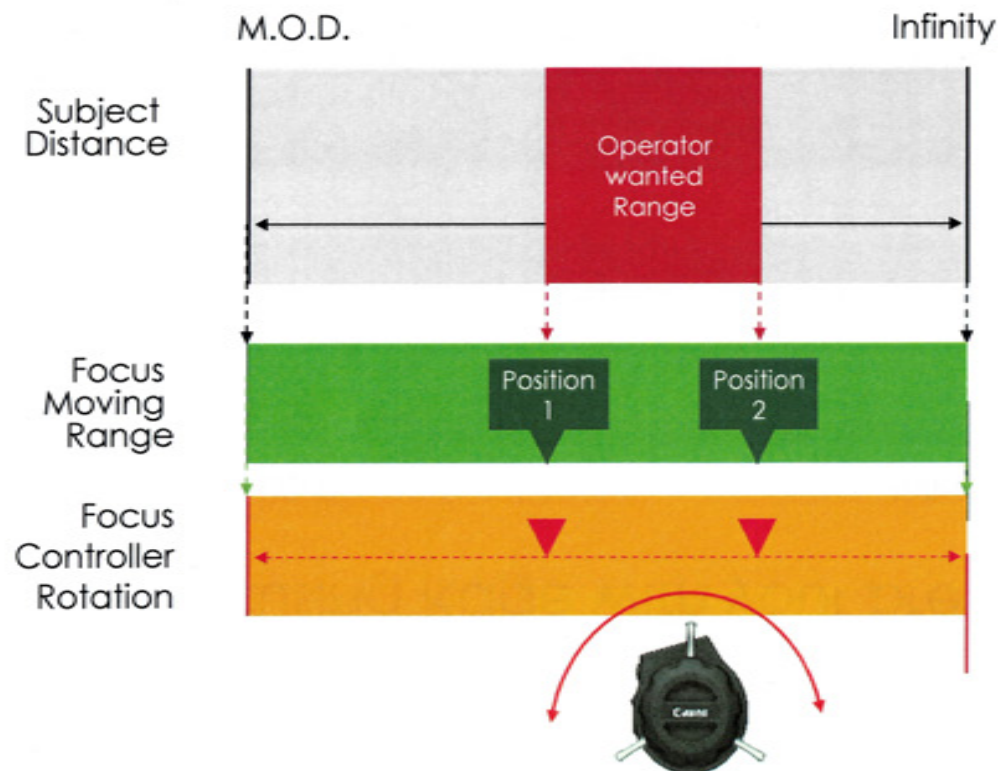 M.O.D.
Infinity
Subject
Distance
Operator
wanted
Range
Focus
Moving
Range
Position
1
Position
2
Focus
Controller
Rotation
Canon